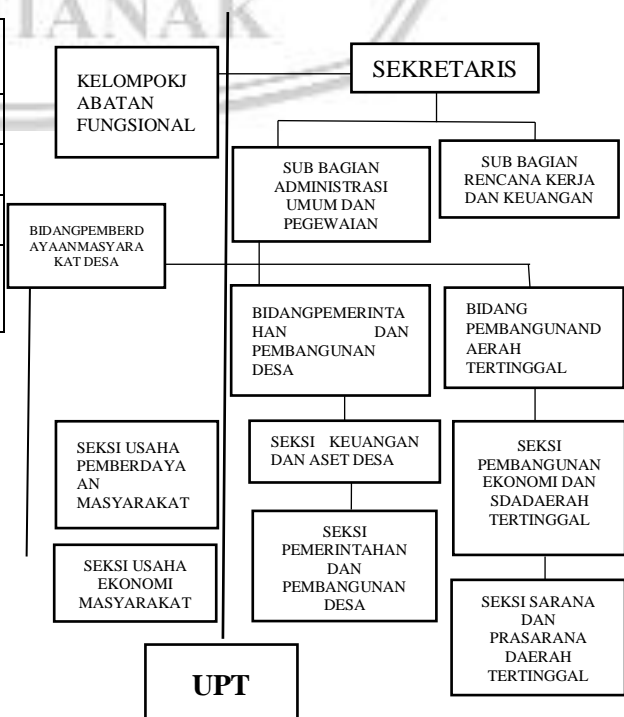 TANAK
KELOMPOKJ
ABATAN
FUNGSIONAL
SEKRETARIS
SUB BAGIAN
ADMINISTRASI
UMUM DAN
PEGEWAIAN
SUB BAGIAN
RENCANA KERJA
DAN KEUANGAN
BIDANGPEMBERD
AYAANMASYARA
KAT DESA
BIDANGPEMERINTA
HAN DAN
PEMBANGUNAN
DESA
BIDANG
PEMBANGUNAND
AERAH
TERTINGGAL
SEKSI USAHA
PEMBERDAYA
AN
MASYARAKAT
SEKSI KEUANGAN
DAN ASET DESA
SEKSI
PEMBANGUNAN
EKONOMI DAN
SDADAERAH
TERTINGGAL
SEKSI USAHA
EKONOMI
MASYARAKAT
SEKSI
PEMERINTAHAN
DAN
PEMBANGUNAN
DESA
SEKSI SARANA
DAN
PRASARANA
DAERAH
TERTINGGAL
UPT